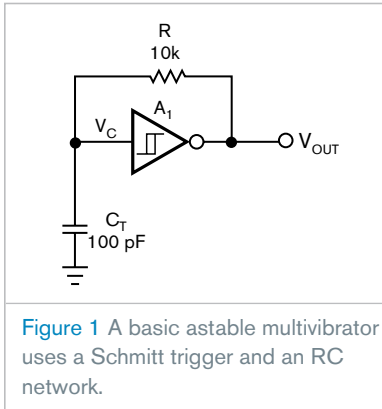 R
10k
A1
VC
VOUT
CT
100 pF
Figure 1 A basic astable multivibrator
uses a Schmitt trigger and an RC
network.